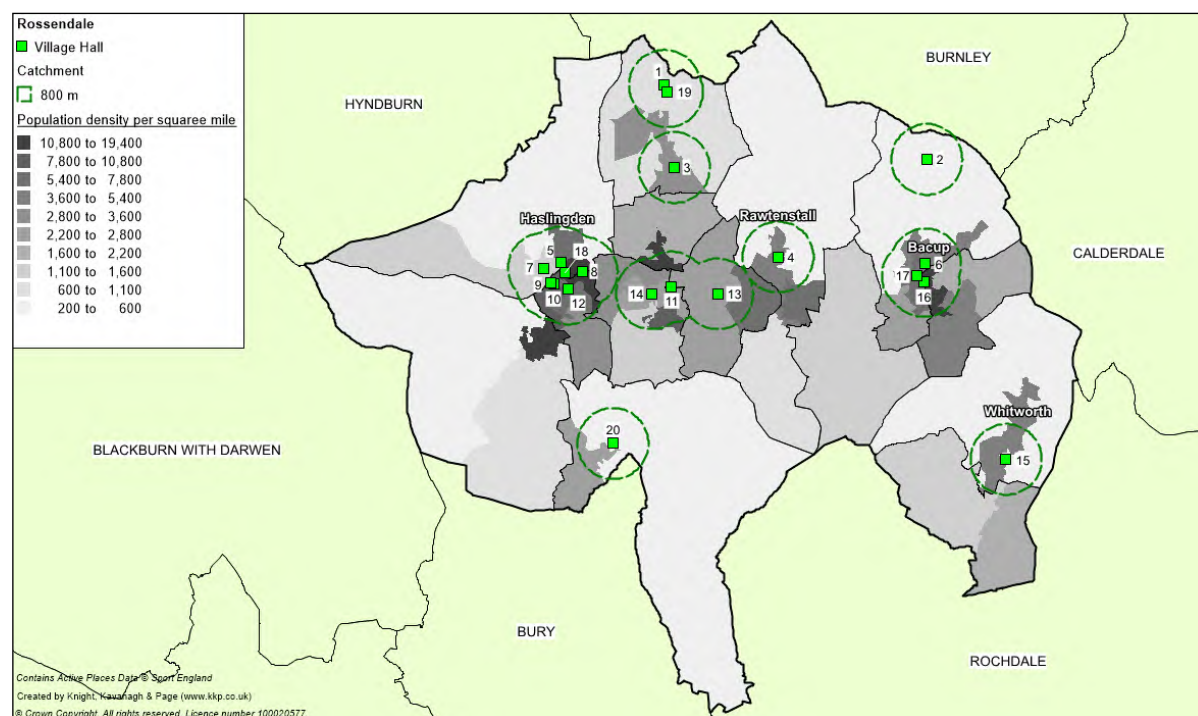 Rossendale
Village Hall
Catchment
800 m
Population density per squaree mile
10,800 to 19,400
7,800 to 10,800
5,400 to 7,800
3,600 to 5,400
2,800 to 3,600
2,200 to 2,800
1,600 to 2,200
1,100 to 1,600
600 to 1,100
200 to 600
BURNLEY
HYNDBURN
1
19
3
2
Haslingden
Rawtenstall
Bacup
CALDERDALE
5
18
7
8
9
10
12
4
6
17
16
14
11
13
Whitworth
20
15
BLACKBURN WITH DARWEN
BURY
ROCHDALE
Contains Active Places Data © Sport England
Created by Knight, Kavanagh & Page (www.kkp.co.uk)
© Crown Copyright. All rights reserved. Licence number 100020577